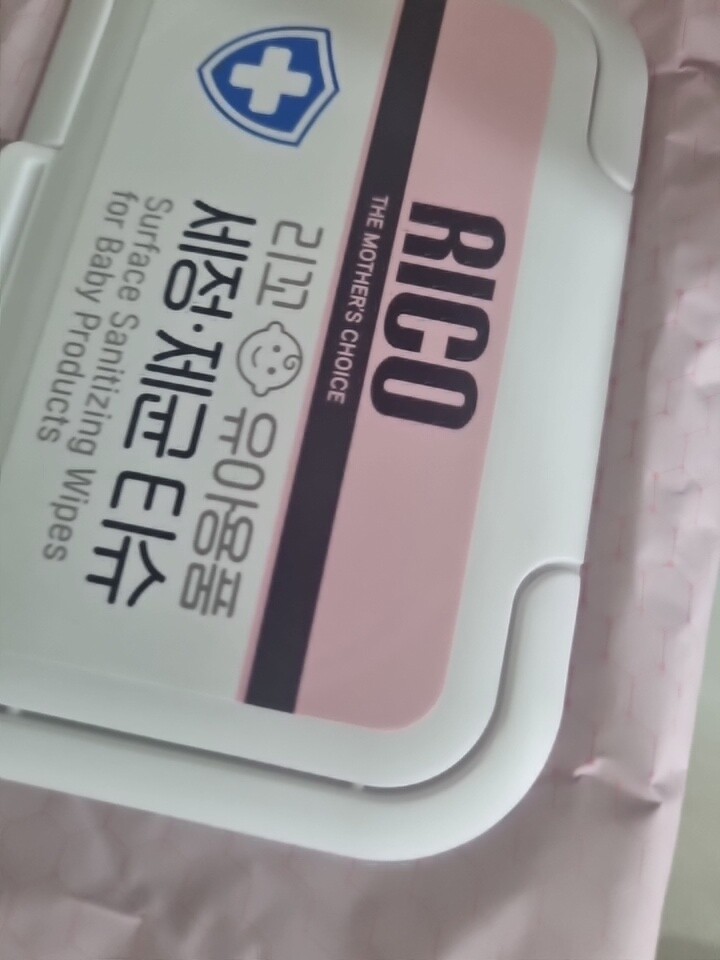 RICO
THE MOTHER'S CHOICE
리꼬 유아용품
세정·제균 티슈
Surface Sanitizing Wipes
for Baby Products